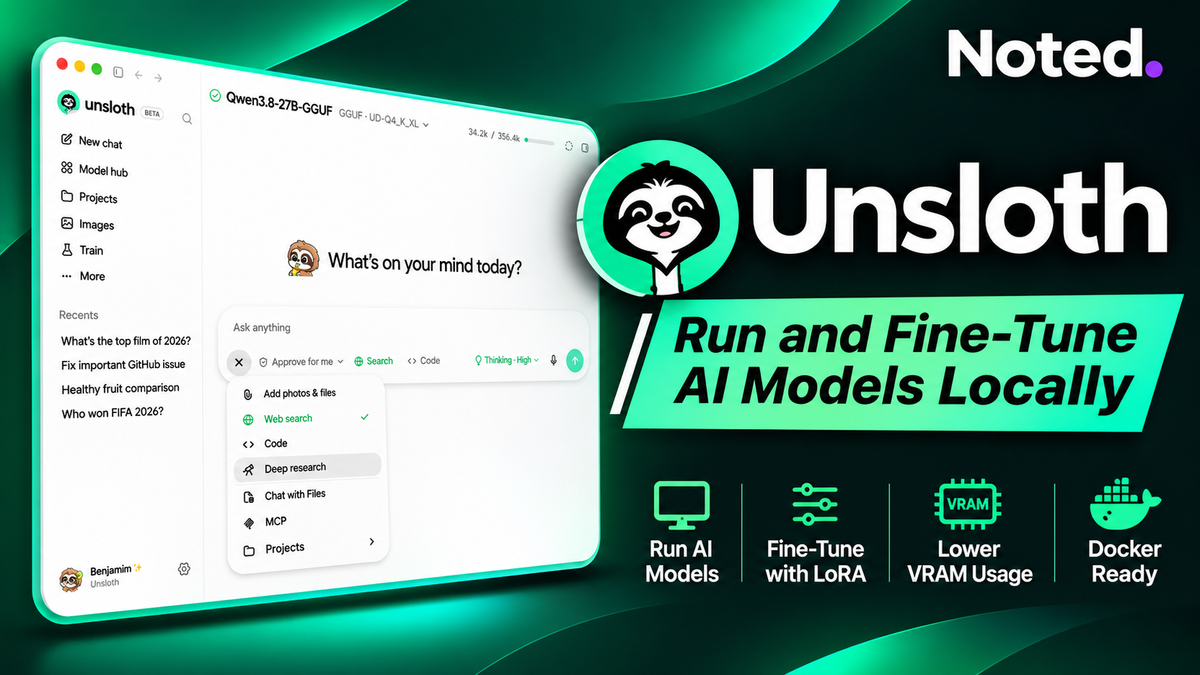 unsloth BETA
New chat
Model hub
Projects
Images
Train
More
Recents
What's the top film of 2026?
Fix important GitHub issue
Healthy fruit comparison
Who won FIFA 2026?
Benjamim
Unsloth
Qwen3.8-27B-GGUF GGUF · UD-Q4_K_XL
34.2k / 356.4k
What's on your mind today?
Ask anything
Approve for me Search Code Thinking · High
Add photos & files
Web search
Code
Deep research
Chat with Files
MCP
Projects
Noted.
Unsloth
Run and Fine-Tune
AI Models Locally
Run AI
Models
Fine-Tune
with LoRA
VRAM
Lower
VRAM Usage
Docker
Ready